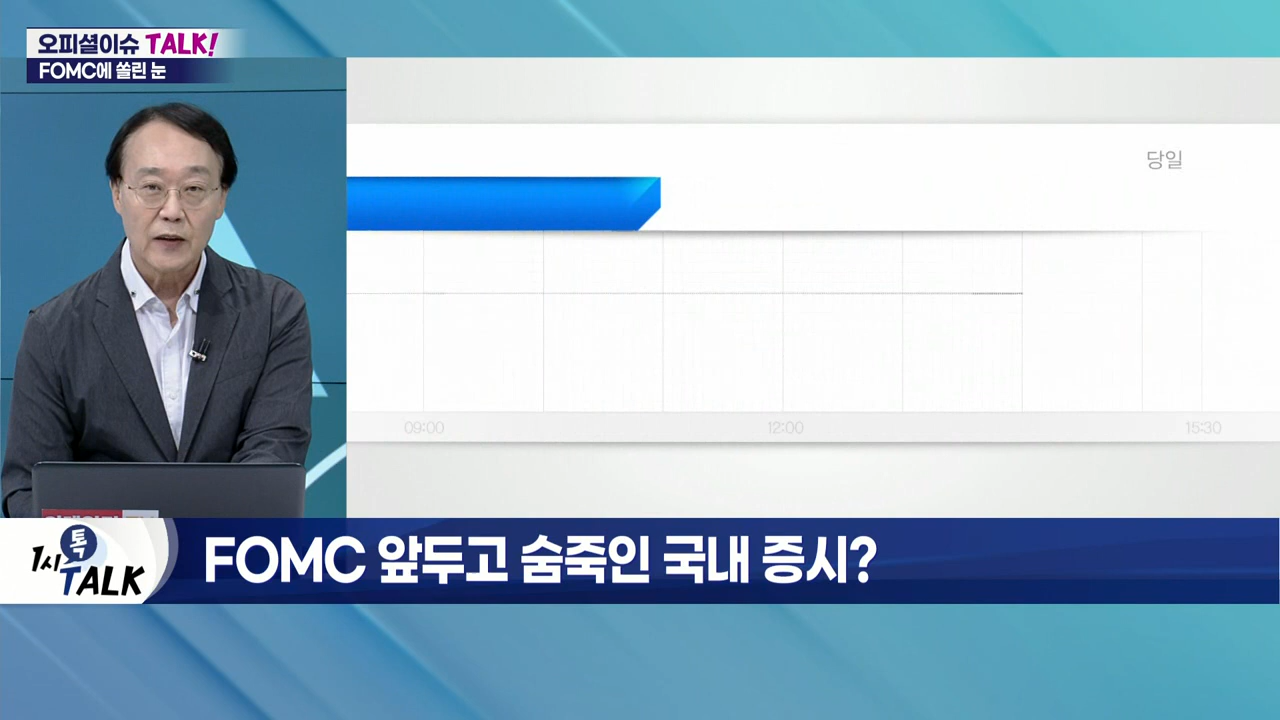 오피셜이슈 TALK!
FOMC에 쏠린 눈
당일
09:00
12:00
15:30
1시 톡 TALK
FOMC 앞두고 숨죽인 국내 증시?